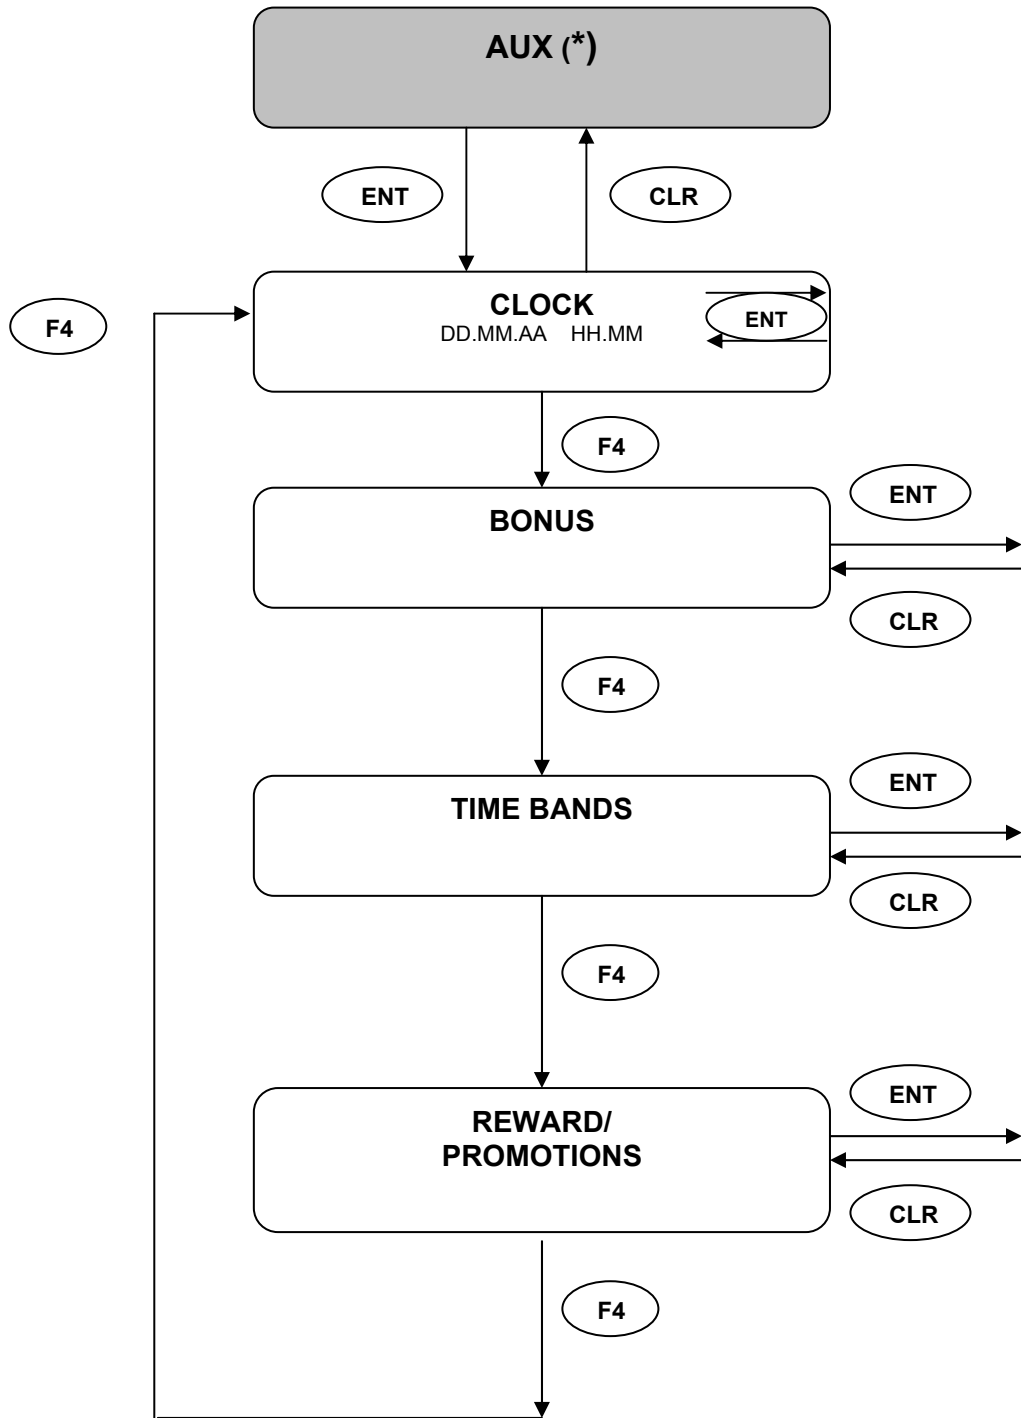 AUX (*)
ENT
CLR
F4
CLOCK
DD.MM.AA HH.MM
ENT
F4
BONUS
ENT
CLR
F4
TIME BANDS
ENT
CLR
F4
REWARD/
PROMOTIONS
ENT
CLR
F4